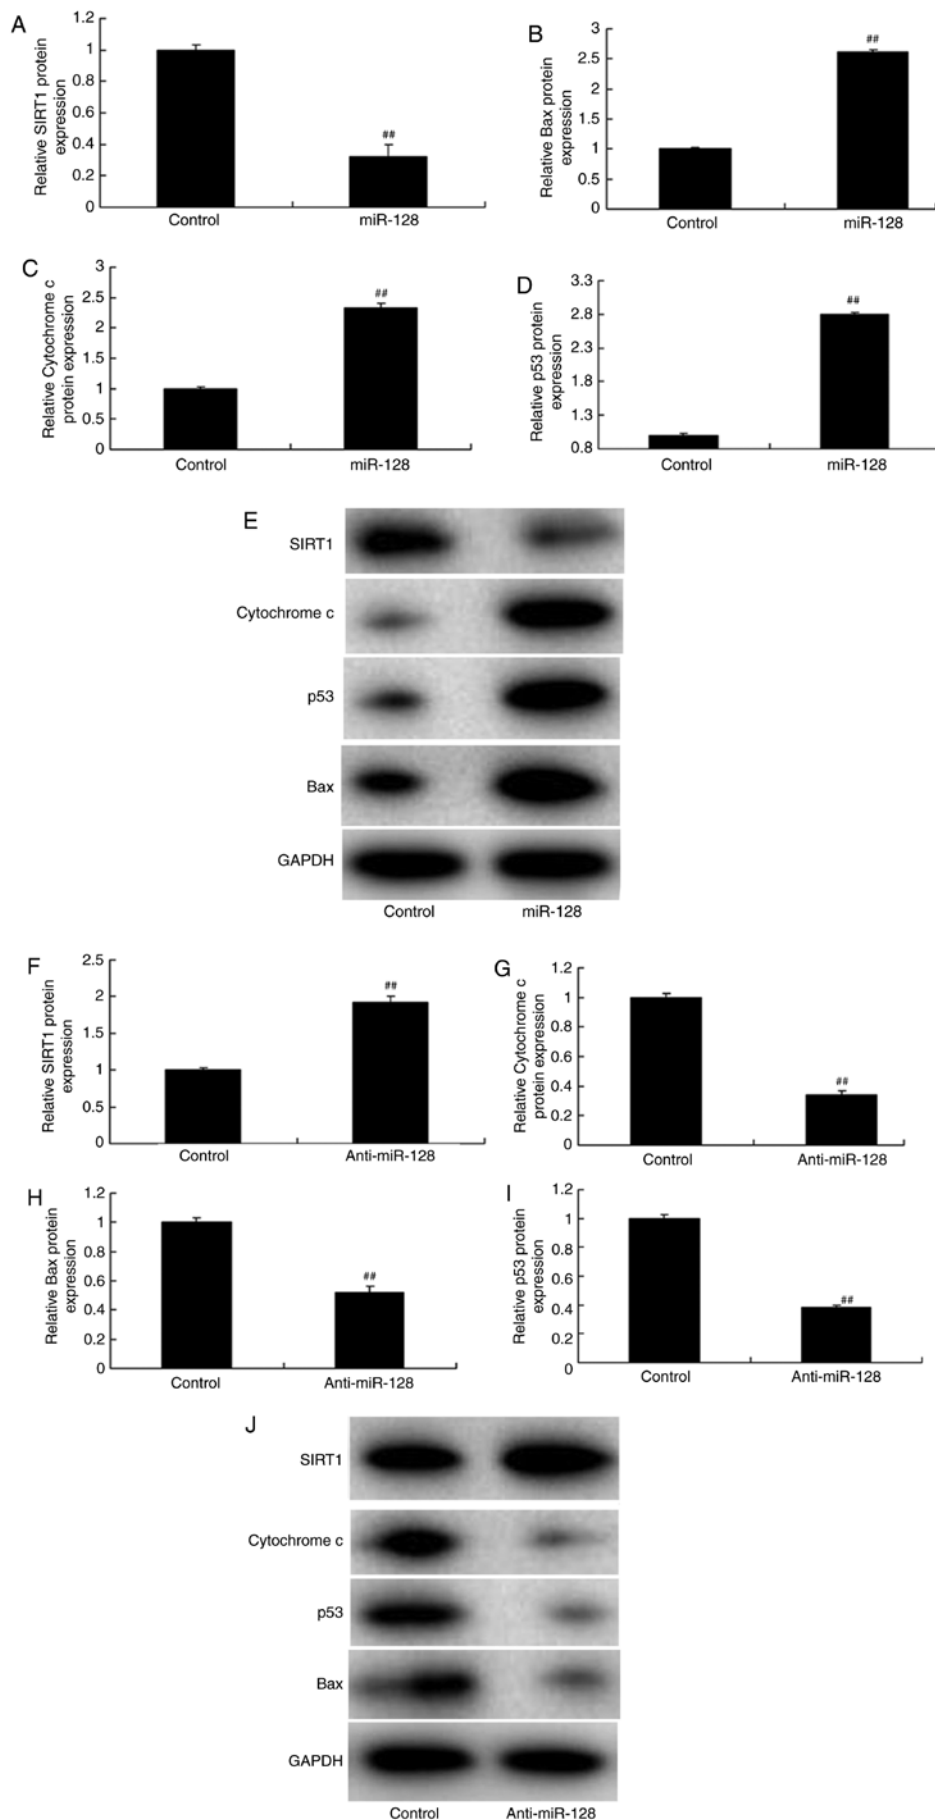 A
Relative SIRT1 protein
expression
1.2
1
0.8
0.6
0.4
0.2
0
##
Control
miR-128
B
Relative Bax protein
expression
3
2.5
2
1.5
1
0.5
0
##
Control
miR-128
C
Relative Cytochrome c
protein expression
3
2.5
2
1.5
1
0.5
0
##
Control
miR-128
D
Relative p53 protein
expression
3.3
2.8
2.3
1.8
1.3
0.8
##
Control
miR-128
E
SIRT1
Cytochrome c
p53
Bax
GAPDH
Control
miR-128
F
Relative SIRT1 protein
expression
2.5
2
1.5
1
0.5
0
##
Control
Anti-miR-128
G
Relative Cytochrome c
protein expression
1.2
1
0.8
0.6
0.4
0.2
0
##
Control
Anti-miR-128
H
Relative Bax protein
expression
1.2
1
0.8
0.6
0.4
0.2
0
##
Control
Anti-miR-128
I
Relative p53 protein
expression
1.2
1
0.8
0.6
0.4
0.2
0
##
Control
Anti-miR-128
J
SIRT1
Cytochrome c
p53
Bax
GAPDH
Control
Anti-miR-128